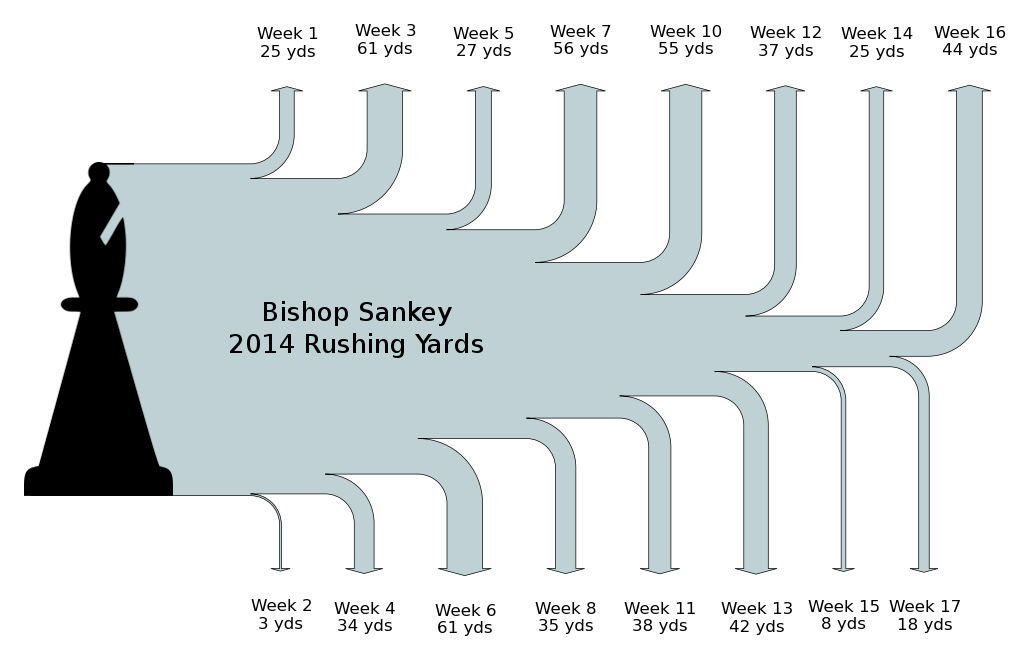 Week 1
25 yds
Week 3
61 yds
Week 5
27 yds
Week 7
56 yds
Week 10
55 yds
Week 12
37 yds
Week 14
25 yds
Week 16
44 yds
Bishop Sankey
2014 Rushing Yards
Week 2
3 yds
Week 4
34 yds
Week 6
61 yds
Week 8
35 yds
Week 11
38 yds
Week 13
42 yds
Week 15
8 yds
Week 17
18 yds